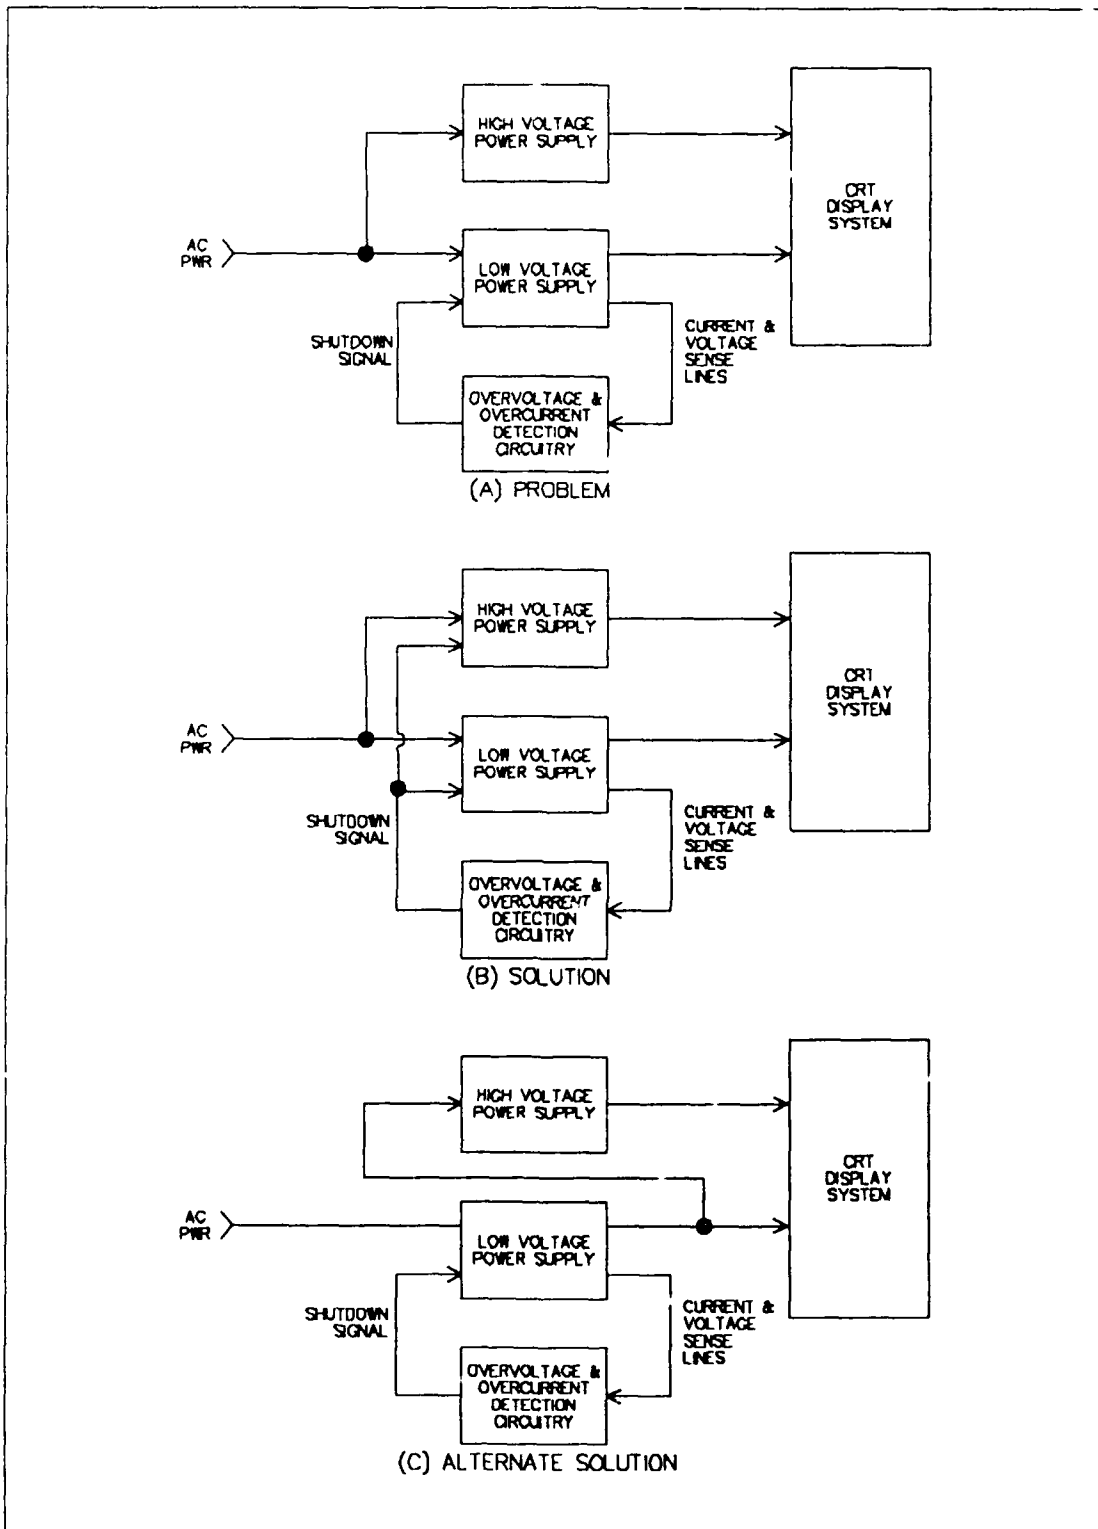 HIGH VOLTAGE
POWER SUPPLY
CRT
DISPLAY
SYSTEM
AC
PWR
LOW VOLTAGE
POWER SUPPLY
SHUTDOWN
SIGNAL
CURRENT &
VOLTAGE
SENSE
LINES
OVERVOLTAGE &
OVERCURRENT
DETECTION
CIRCUITRY
(A) PROBLEM
HIGH VOLTAGE
POWER SUPPLY
CRT
DISPLAY
SYSTEM
AC
PWR
LOW VOLTAGE
POWER SUPPLY
SHUTDOWN
SIGNAL
CURRENT &
VOLTAGE
SENSE
LINES
OVERVOLTAGE &
OVERCURRENT
DETECTION
CIRCUITRY
(B) SOLUTION
HIGH VOLTAGE
POWER SUPPLY
CRT
DISPLAY
SYSTEM
AC
PWR
LOW VOLTAGE
POWER SUPPLY
SHUTDOWN
SIGNAL
CURRENT &
VOLTAGE
SENSE
LINES
OVERVOLTAGE &
OVERCURRENT
DETECTION
CIRCUITRY
(C) ALTERNATE SOLUTION